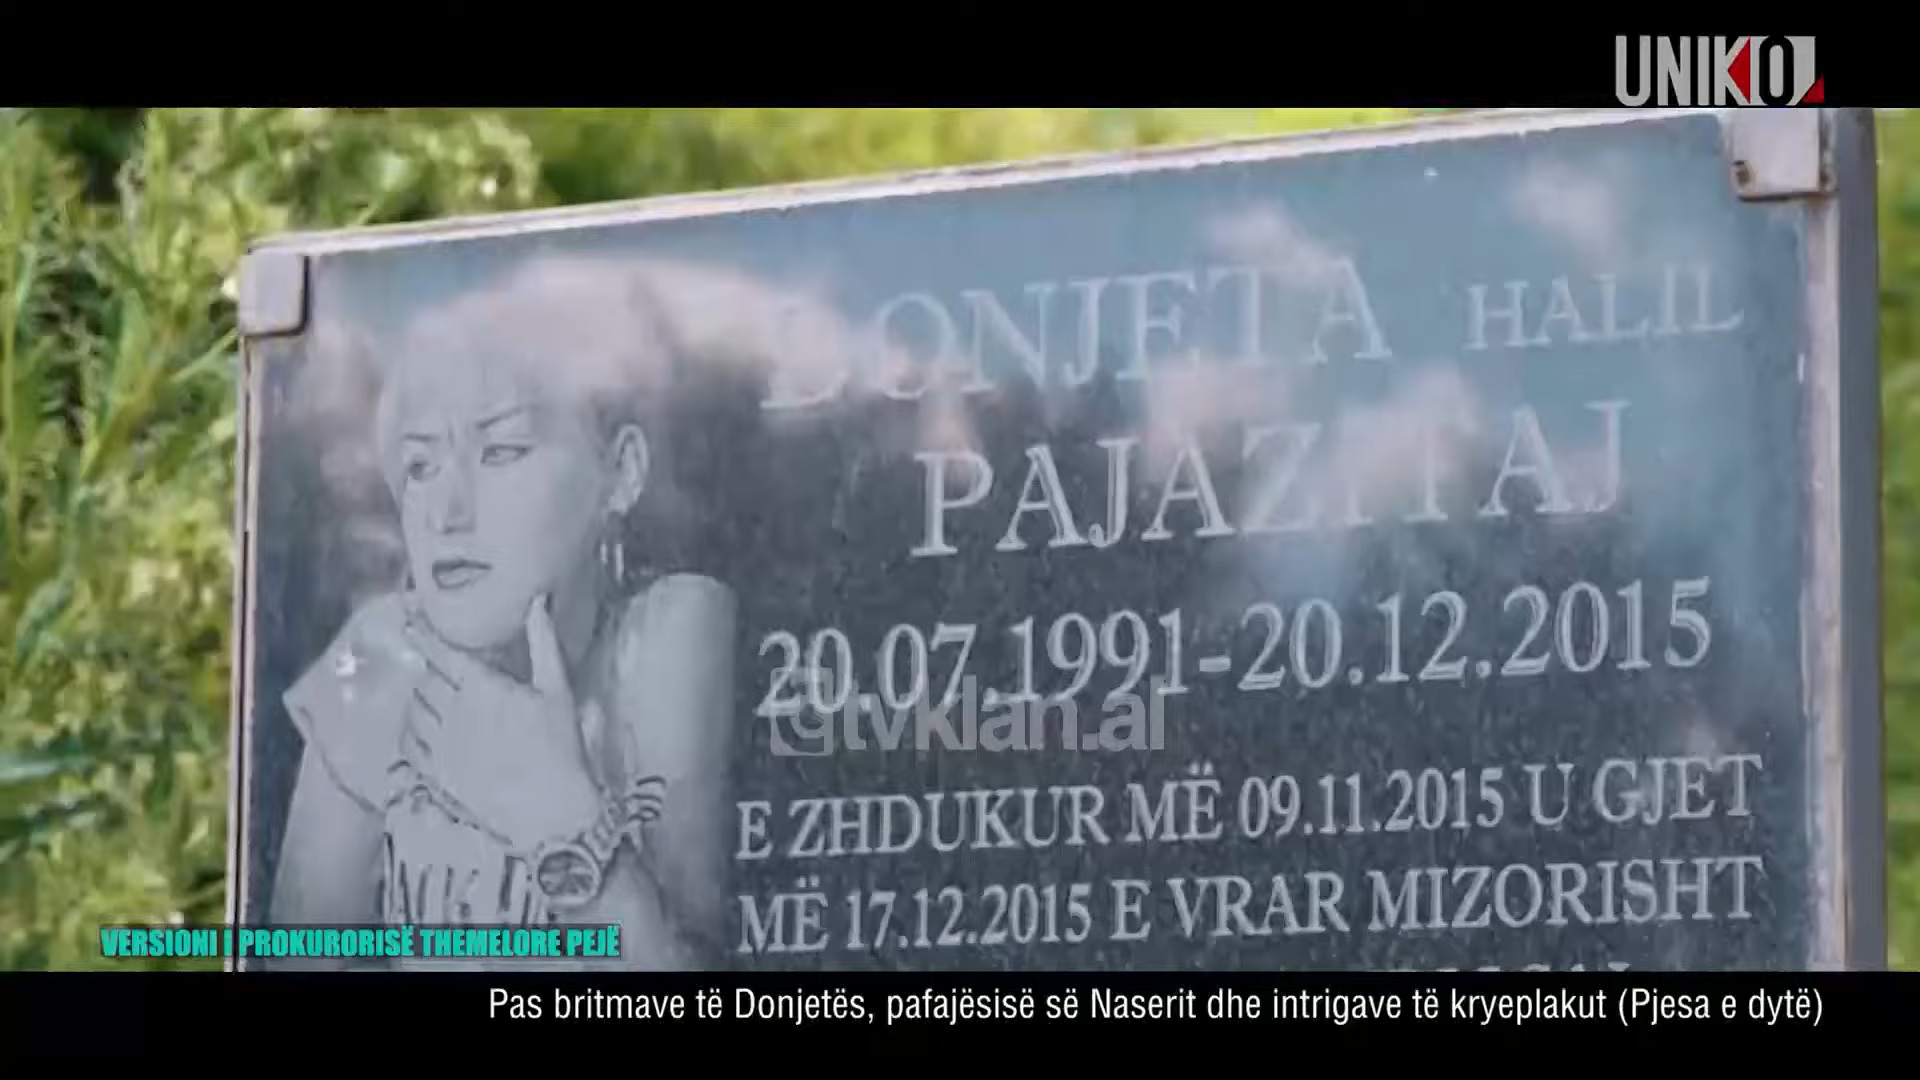 UNIKO
DONJETA HALIL
PAJAZITAJ
20.07.1991-20.12.2015
@tvklan.al
E ZHDUKUR MË 09.11.2015 U GJET
MË 17.12.2015 E VRAR MIZORISHT
VERSIONI I PROKURORISË THEMELORE PEJË
Pas britmave të Donjetës, pafajësisë së Naserit dhe intrigave të kryeplakut (Pjesa e dytë)